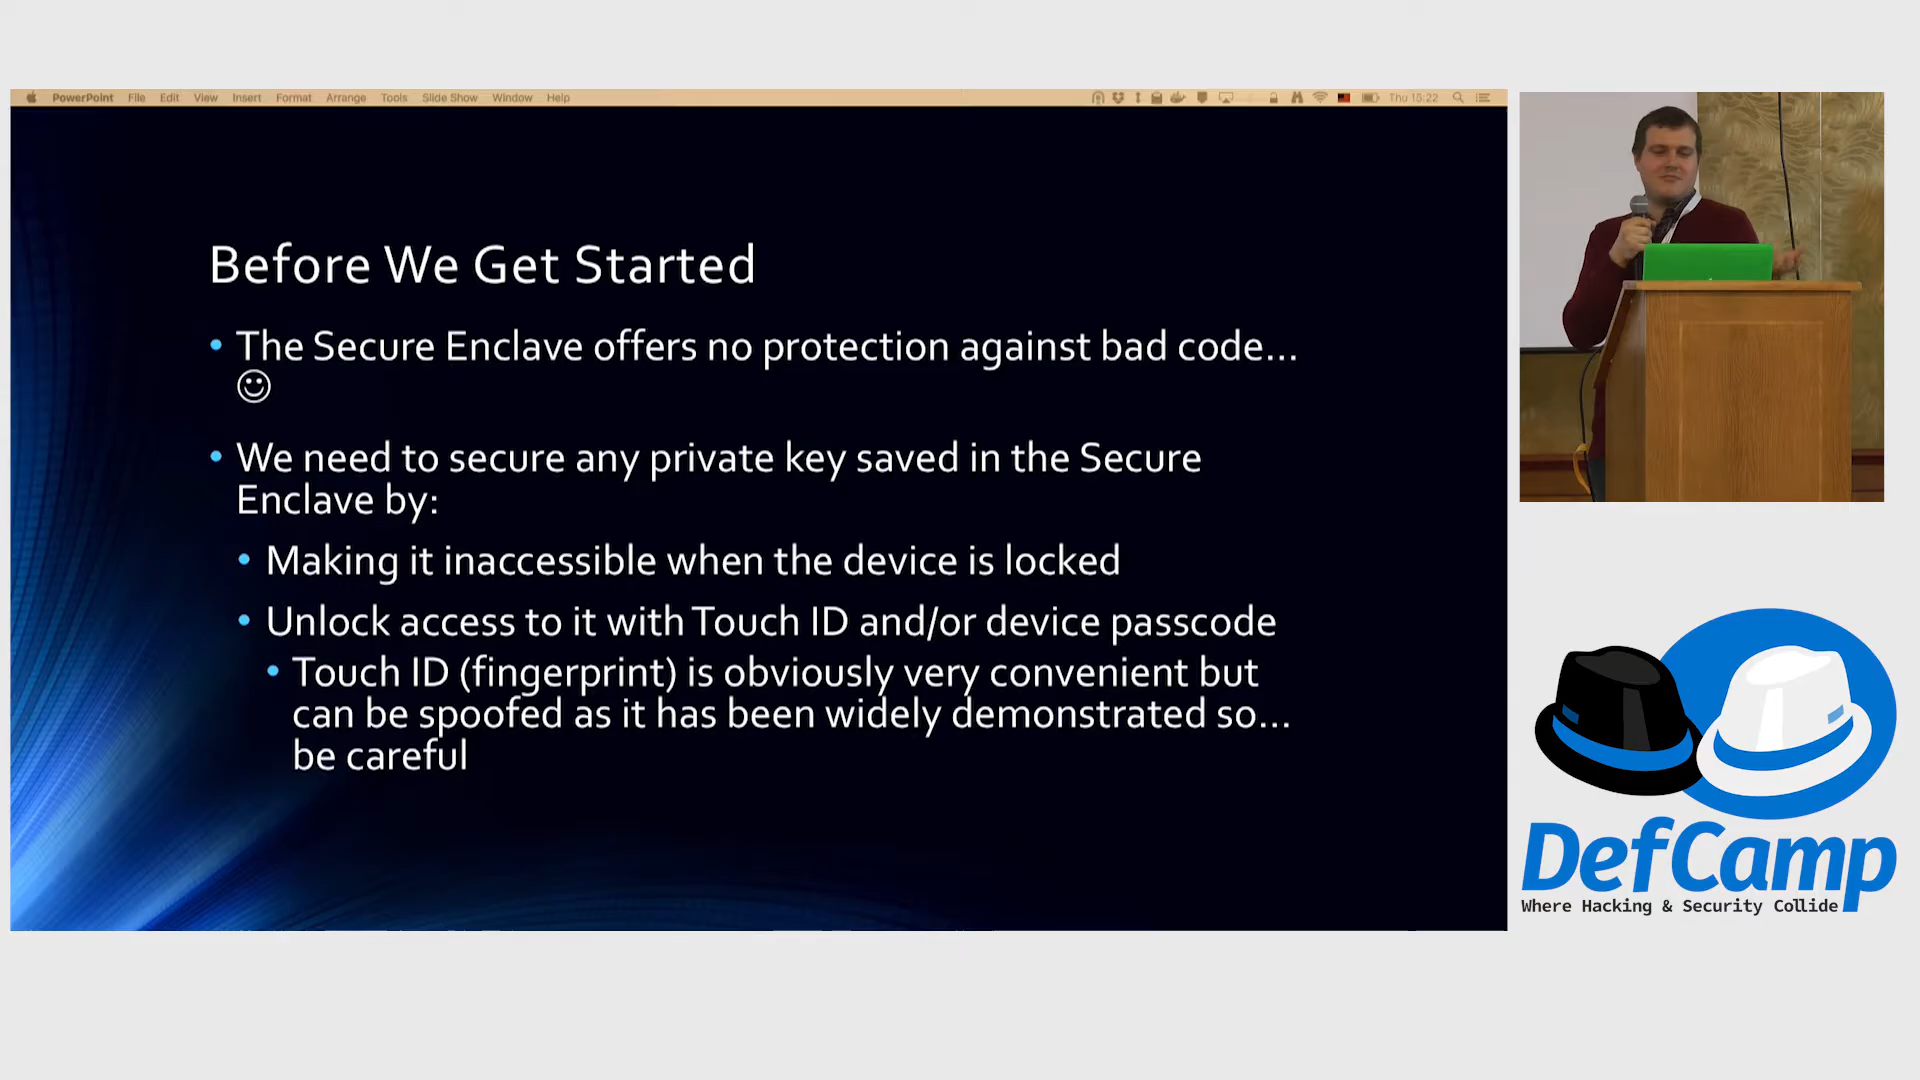 PowerPoint File Edit View Insert Format Arrange Tools Slide Show Window Help Thu 15:22
Before We Get Started
• The Secure Enclave offers no protection against bad code...
☺
• We need to secure any private key saved in the Secure
Enclave by:
• Making it inaccessible when the device is locked
• Unlock access to it with Touch ID and/or device passcode
• Touch ID (fingerprint) is obviously very convenient but
can be spoofed as it has been widely demonstrated so...
be careful
DefCamp
Where Hacking & Security Collide